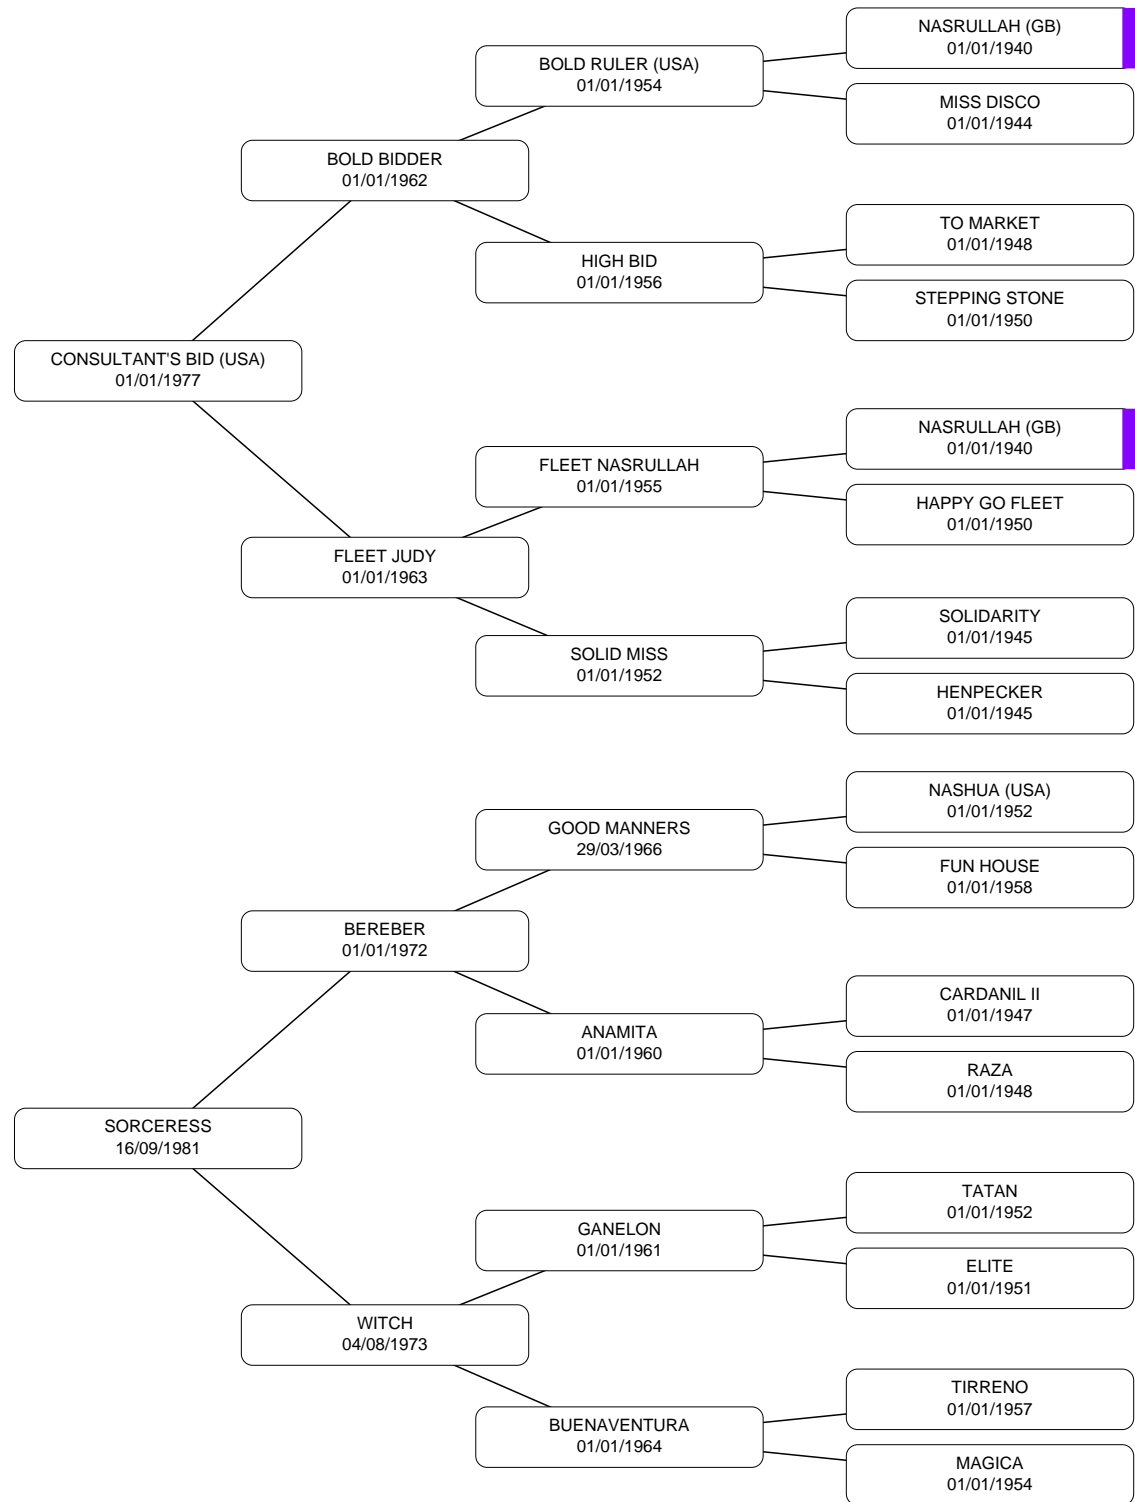 NASRULLAH (GB)
01/01/1940
BOLD RULER (USA)
01/01/1954
MISS DISCO
01/01/1944
BOLD BIDDER
01/01/1962
TO MARKET
01/01/1948
HIGH BID
01/01/1956
STEPPING STONE
01/01/1950
CONSULTANT'S BID (USA)
01/01/1977
NASRULLAH (GB)
01/01/1940
FLEET NASRULLAH
01/01/1955
HAPPY GO FLEET
01/01/1950
FLEET JUDY
01/01/1963
SOLIDARITY
01/01/1945
SOLID MISS
01/01/1952
HENPECKER
01/01/1945
NASHUA (USA)
01/01/1952
GOOD MANNERS
29/03/1966
FUN HOUSE
01/01/1958
BEREBER
01/01/1972
CARDANIL II
01/01/1947
ANAMITA
01/01/1960
RAZA
01/01/1948
SORCERESS
16/09/1981
TATAN
01/01/1952
GANELON
01/01/1961
ELITE
01/01/1951
WITCH
04/08/1973
TIRRENO
01/01/1957
BUENAVENTURA
01/01/1964
MAGICA
01/01/1954